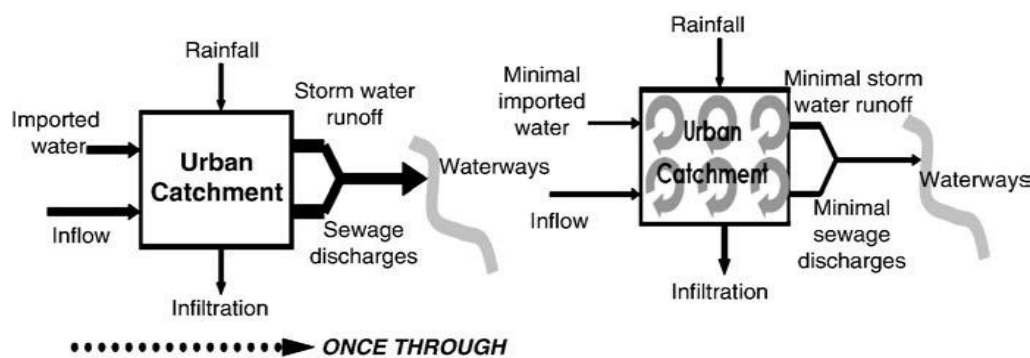 Rainfall
Storm water
runoff
Imported
water
Urban
Catchment
Waterways
Inflow
Sewage
discharges
Infiltration
ONCE THROUGH
Rainfall
Minimal
imported
water
Minimal storm
water runoff
Urban
Catchment
Waterways
Inflow
Minimal
sewage
discharges
Infiltration